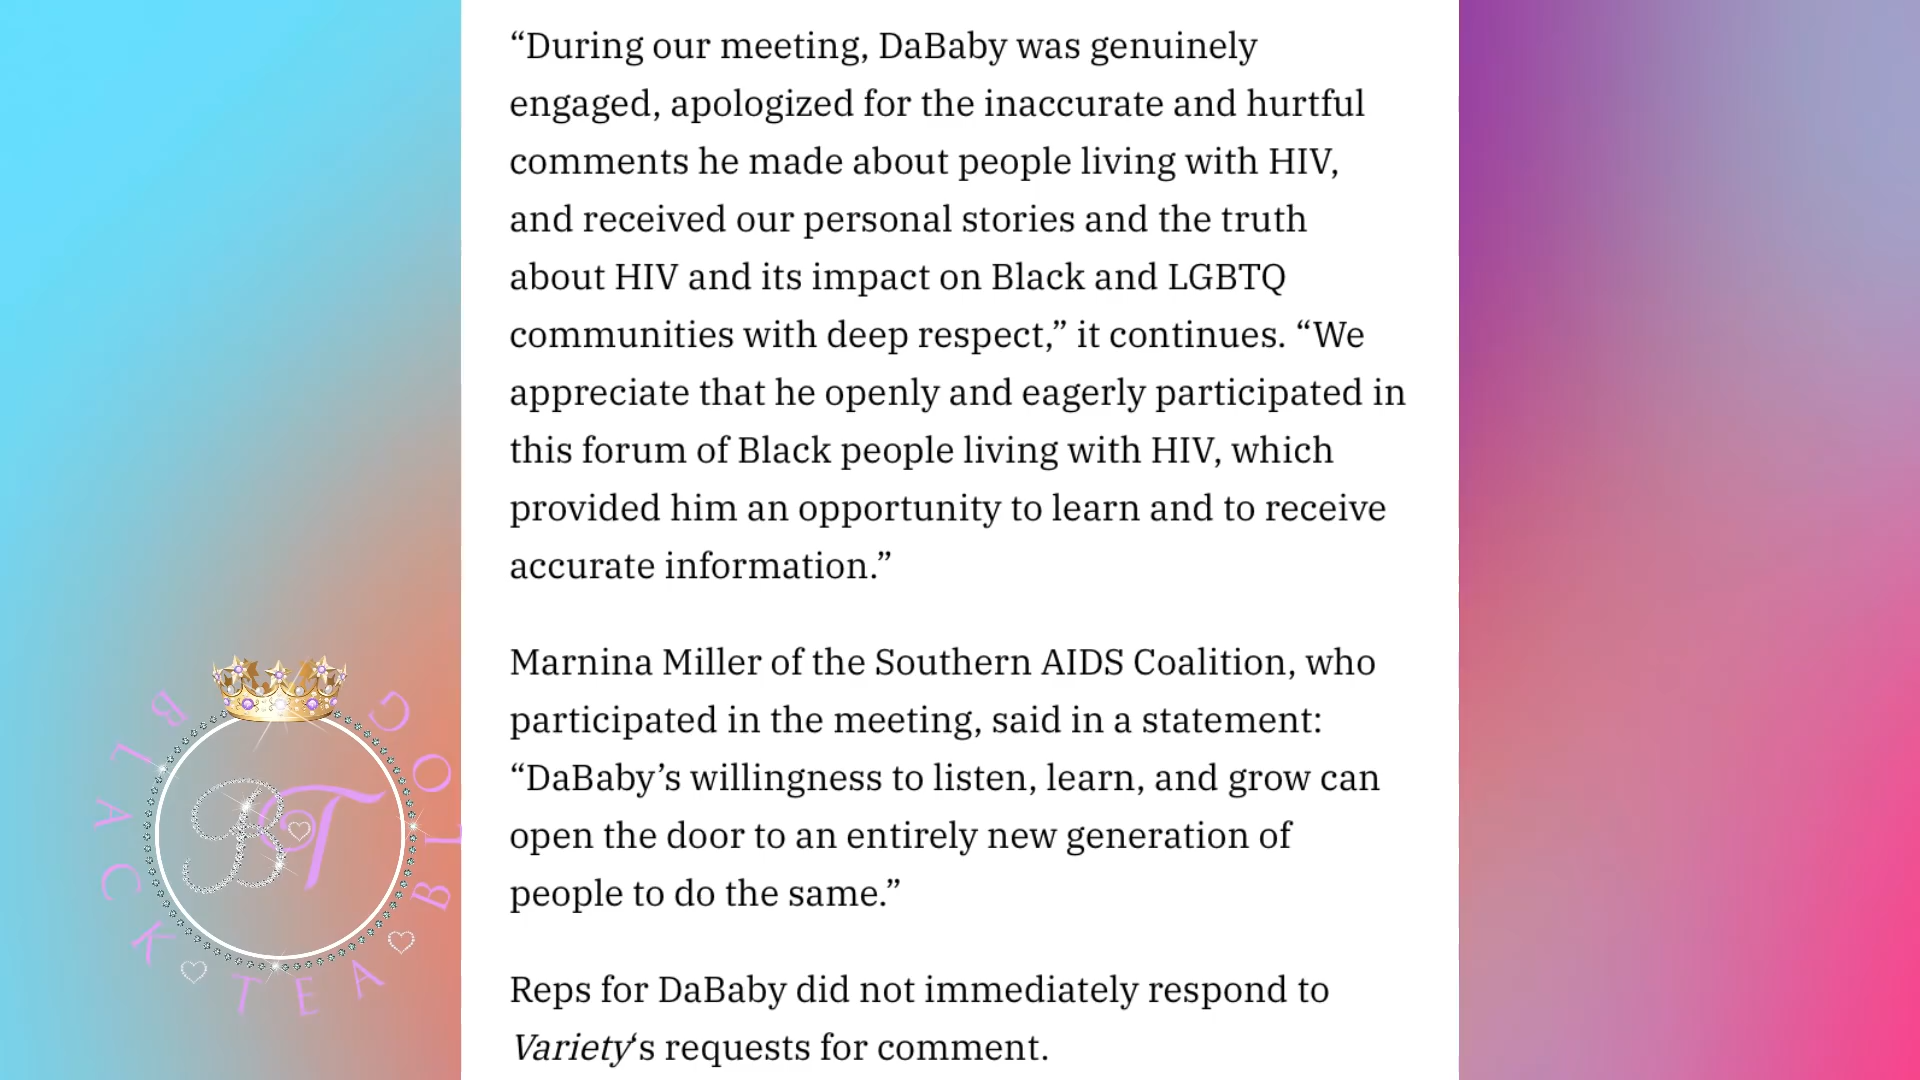 “During our meeting, DaBaby was genuinely
engaged, apologized for the inaccurate and hurtful
comments he made about people living with HIV,
and received our personal stories and the truth
about HIV and its impact on Black and LGBTQ
communities with deep respect,” it continues. “We
appreciate that he openly and eagerly participated in
this forum of Black people living with HIV, which
provided him an opportunity to learn and to receive
accurate information.”
Marnina Miller of the Southern AIDS Coalition, who
participated in the meeting, said in a statement:
“DaBaby’s willingness to listen, learn, and grow can
open the door to an entirely new generation of
people to do the same.”
Reps for DaBaby did not immediately respond to
Variety‘s requests for comment.
BLACK TEA BLOG
BT